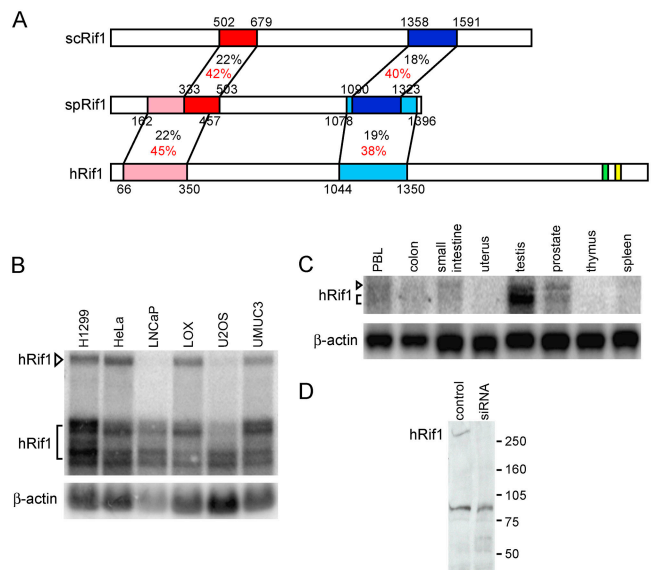 A
502 679 1358 1591
scRif1
22% 18%
42% 40%
333 503 1090 1323
spRif1
162 457 1078 1396
22% 19%
45% 38%
hRif1
66 350 1044 1350
B
H1299 HeLa LNCaP LOX U2OS UMUC3
hRif1
hRif1
β-actin
C
PBL colon small intestine uterus testis prostate thymus spleen
hRif1
β-actin
D
control siRNA
hRif1
250
160
105
75
50